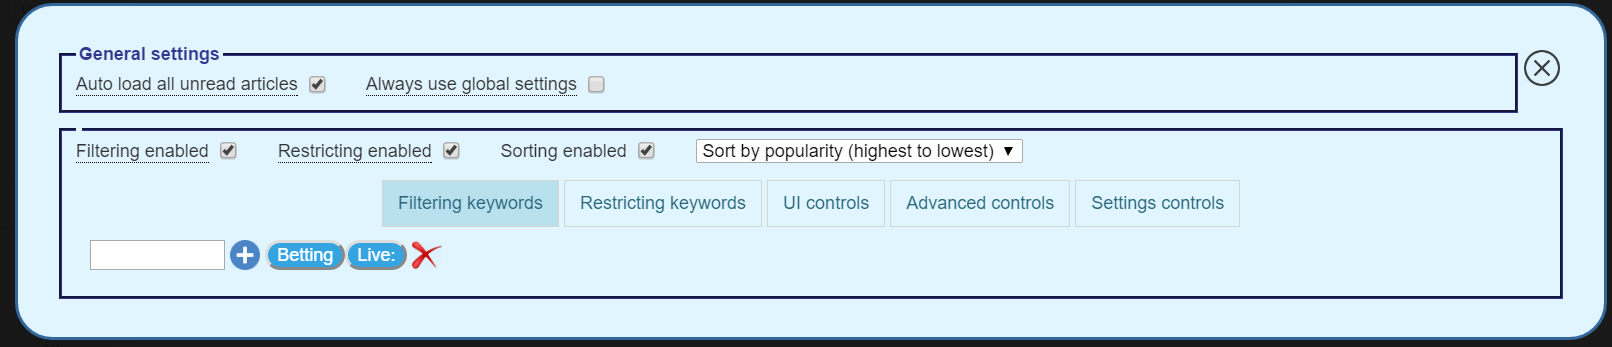 General settings
Auto load all unread articles Always use global settings
Filtering enabled Restricting enabled Sorting enabled Sort by popularity (highest to lowest)
Filtering keywords Restricting keywords UI controls Advanced controls Settings controls
Betting Live: